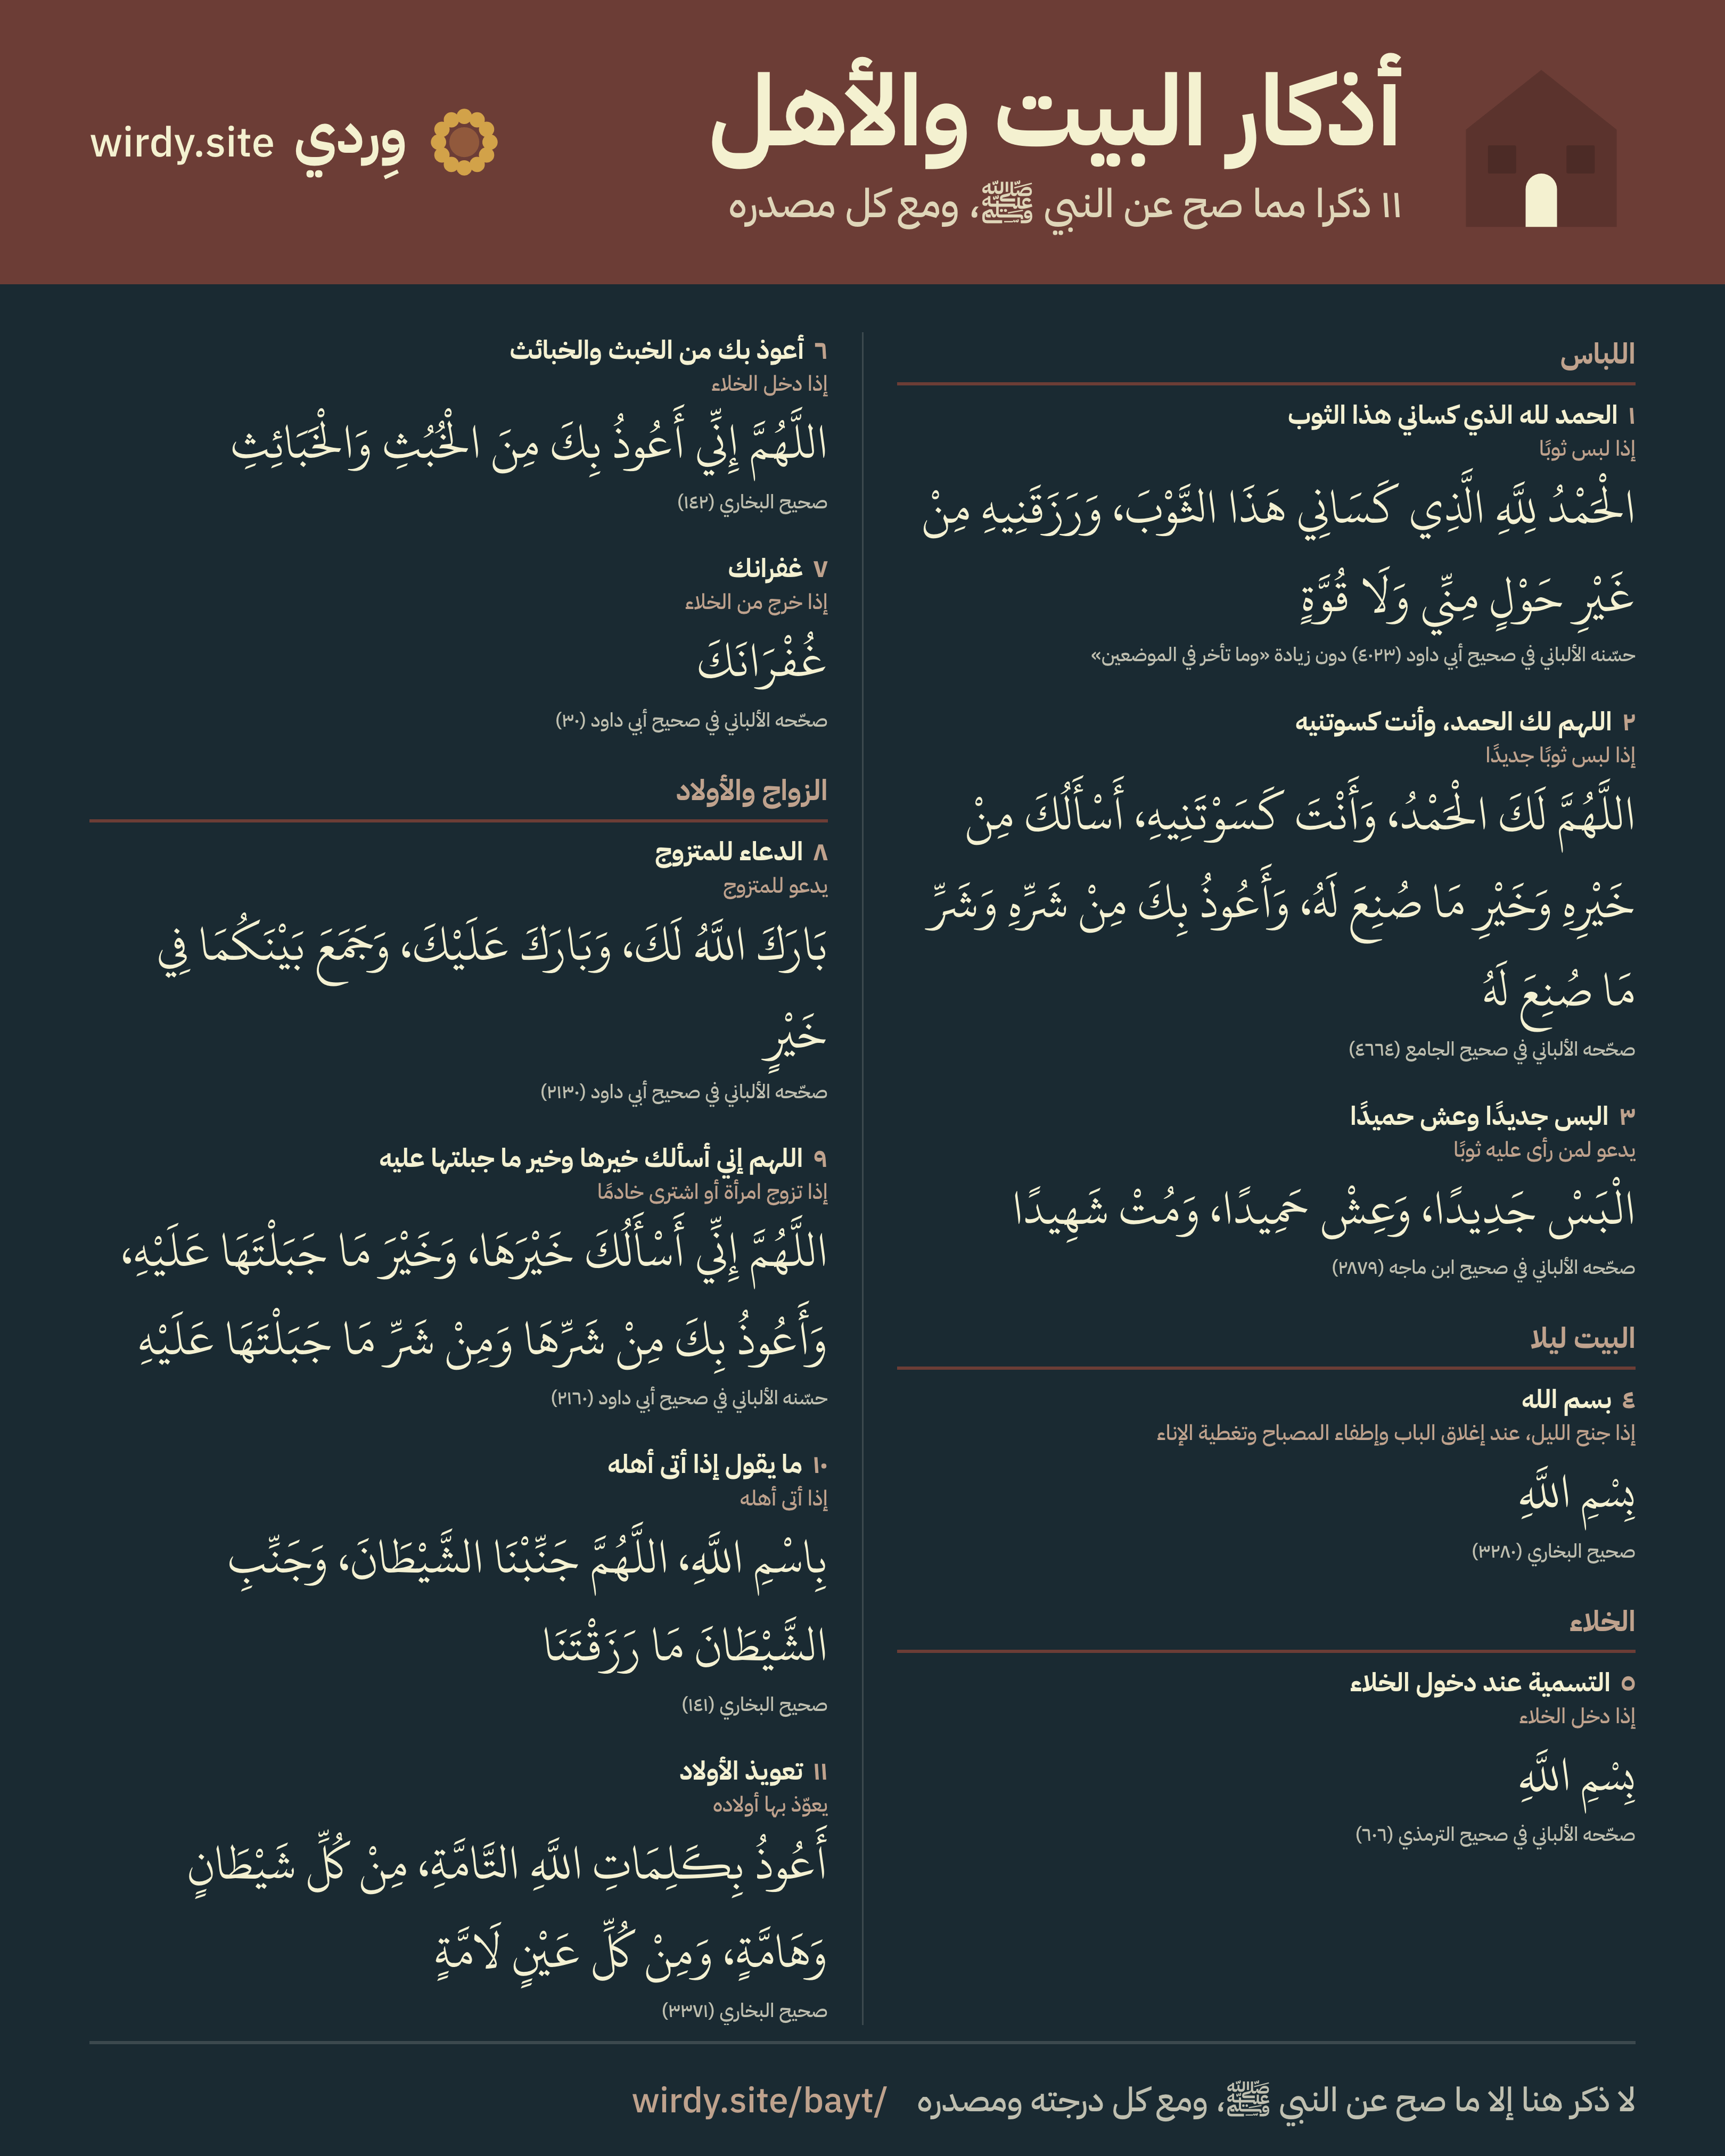 أذكار البيت والأهل
١١ ذكرا مما صح عن النبي ﷺ، ومع كل مصدره
وِردي wirdy.site
اللباس
١ الحمد لله الذي كساني هذا الثوب
إذا لبس ثوبًا
الْحَمْدُ لِلَّهِ الَّذِي كَسَانِي هَذَا الثَّوْبَ، وَرَزَقَنِيهِ مِنْ
غَيْرِ حَوْلٍ مِنِّي وَلَا قُوَّةٍ
حسّنه الألباني في صحيح أبي داود (٤٠٢٣) دون زيادة «وما تأخر في الموضعين»
٢ اللهم لك الحمد، وأنت كسوتنيه
إذا لبس ثوبًا جديدًا
اللَّهُمَّ لَكَ الْحَمْدُ، وَأَنْتَ كَسَوْتَنِيهِ، أَسْأَلُكَ مِنْ
خَيْرِهِ وَخَيْرِ مَا صُنِعَ لَهُ، وَأَعُوذُ بِكَ مِنْ شَرِّهِ وَشَرِّ
مَا صُنِعَ لَهُ
صحّحه الألباني في صحيح الجامع (٤٦٦٤)
٣ البس جديدًا وعش حميدًا
يدعو لمن رأى عليه ثوبًا
الْبَسْ جَدِيدًا، وَعِشْ حَمِيدًا، وَمُتْ شَهِيدًا
صحّحه الألباني في صحيح ابن ماجه (٢٨٧٩)
البيت ليلا
٤ بسم الله
إذا جنح الليل، عند إغلاق الباب وإطفاء المصباح وتغطية الإناء
بِسْمِ اللَّهِ
صحيح البخاري (٣٢٨٠)
الخلاء
٥ التسمية عند دخول الخلاء
إذا دخل الخلاء
بِسْمِ اللَّهِ
صحّحه الألباني في صحيح الترمذي (٦٠٦)
٦ أعوذ بك من الخبث والخبائث
إذا دخل الخلاء
اللَّهُمَّ إِنِّي أَعُوذُ بِكَ مِنَ الْخُبُثِ وَالْخَبَائِثِ
صحيح البخاري (١٤٢)
٧ غفرانك
إذا خرج من الخلاء
غُفْرَانَكَ
صحّحه الألباني في صحيح أبي داود (٣٠)
الزواج والأولاد
٨ الدعاء للمتزوج
يدعو للمتزوج
بَارَكَ اللَّهُ لَكَ، وَبَارَكَ عَلَيْكَ، وَجَمَعَ بَيْنَكُمَا فِي
خَيْرٍ
صحّحه الألباني في صحيح أبي داود (٢١٣٠)
٩ اللهم إني أسألك خيرها وخير ما جبلتها عليه
إذا تزوج امرأة أو اشترى خادمًا
اللَّهُمَّ إِنِّي أَسْأَلُكَ خَيْرَهَا، وَخَيْرَ مَا جَبَلْتَهَا عَلَيْهِ،
وَأَعُوذُ بِكَ مِنْ شَرِّهَا وَمِنْ شَرِّ مَا جَبَلْتَهَا عَلَيْهِ
حسّنه الألباني في صحيح أبي داود (٢١٦٠)
١٠ ما يقول إذا أتى أهله
إذا أتى أهله
بِاسْمِ اللَّهِ، اللَّهُمَّ جَنِّبْنَا الشَّيْطَانَ، وَجَنِّبِ
الشَّيْطَانَ مَا رَزَقْتَنَا
صحيح البخاري (١٤١)
١١ تعويذ الأولاد
يعوّذ بها أولاده
أَعُوذُ بِكَلِمَاتِ اللَّهِ التَّامَّةِ، مِنْ كُلِّ شَيْطَانٍ
وَهَامَّةٍ، وَمِنْ كُلِّ عَيْنٍ لَامَّةٍ
صحيح البخاري (٣٣٧١)
لا ذكر هنا إلا ما صح عن النبي ﷺ، ومع كل درجته ومصدره wirdy.site/bayt/